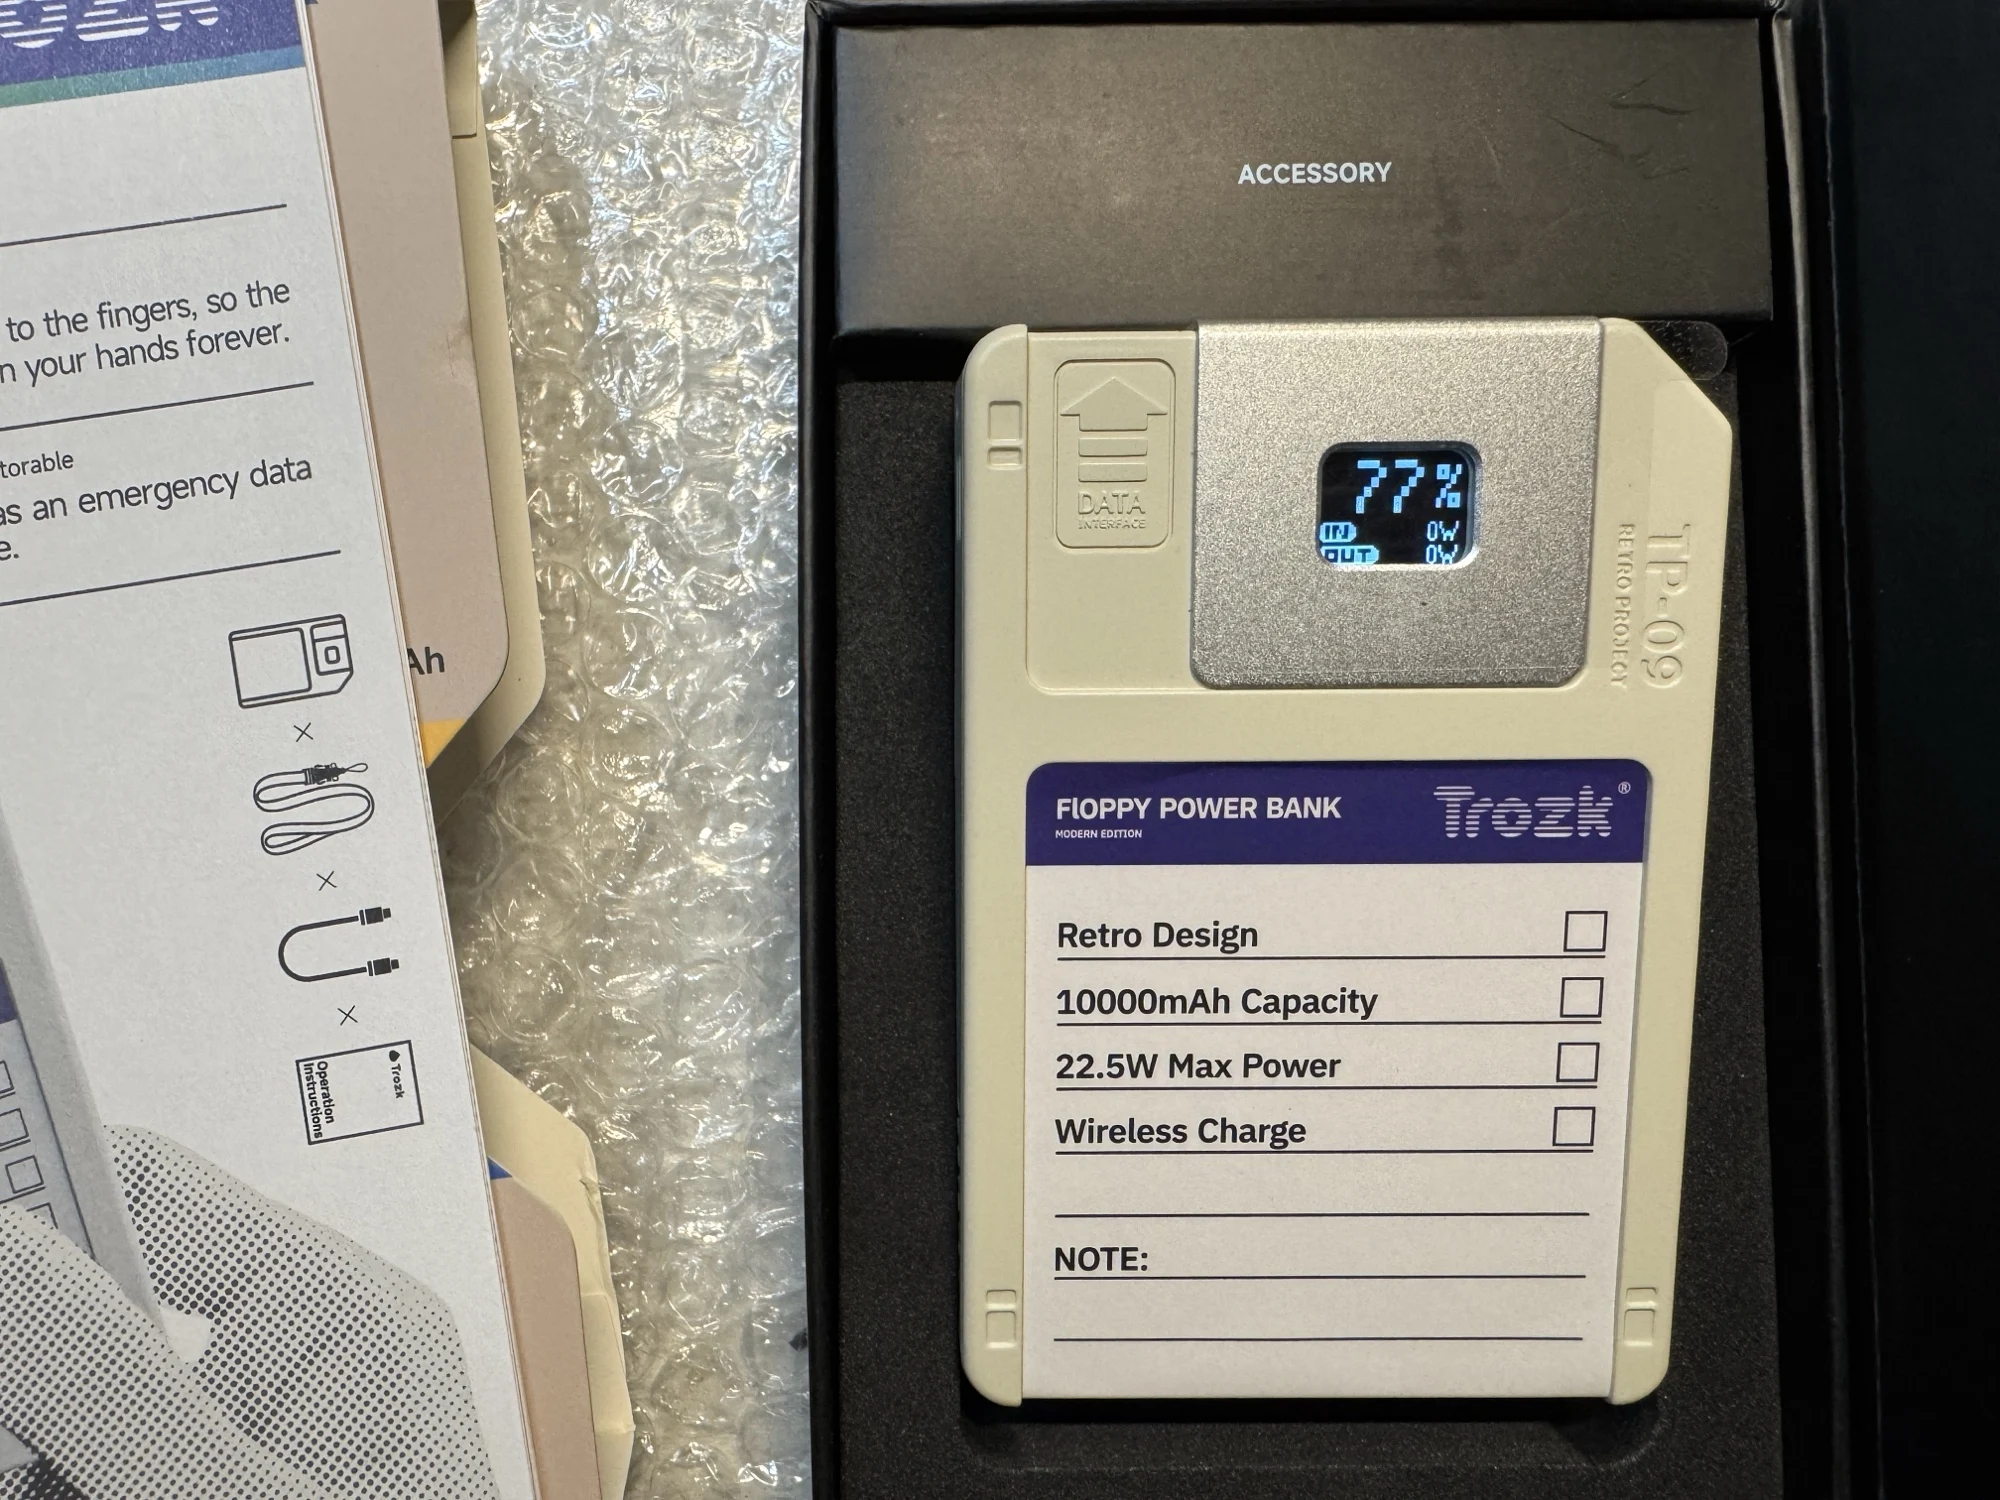 to the fingers, so the
your hands forever.
as an emergency data
Ah
Trozk
Operation
Instructions
ACCESSORY
DATA
INTERFACE
77%
IN 0W
OUT 0W
TP-09
RETRO PROJECT
FlOPPY POWER BANK
MODERN EDITION
Trozk®
Retro Design
10000mAh Capacity
22.5W Max Power
Wireless Charge
NOTE: